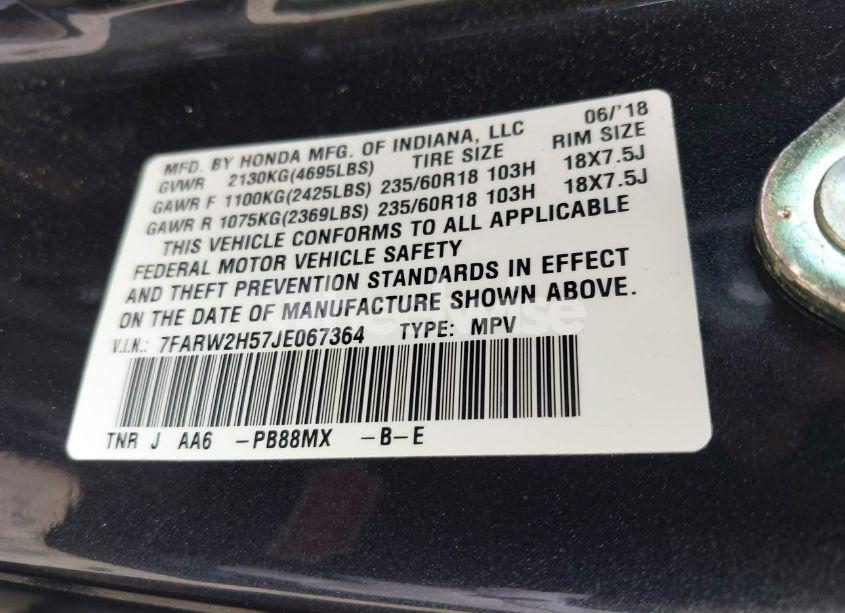 MFD. BY HONDA MFG. OF INDIANA, LLC 06/'18
GVWR 2130KG(4695LBS) TIRE SIZE RIM SIZE
GAWR F 1100KG(2425LBS) 235/60R18 103H 18X7.5J
GAWR R 1075KG(2369LBS) 235/60R18 103H 18X7.5J
THIS VEHICLE CONFORMS TO ALL APPLICABLE
FEDERAL MOTOR VEHICLE SAFETY
AND THEFT PREVENTION STANDARDS IN EFFECT
ON THE DATE OF MANUFACTURE SHOWN ABOVE.
V.I.N.: 7FARW2H57JE067364 TYPE: MPV
TNR J AA6 -PB88MX -B-E